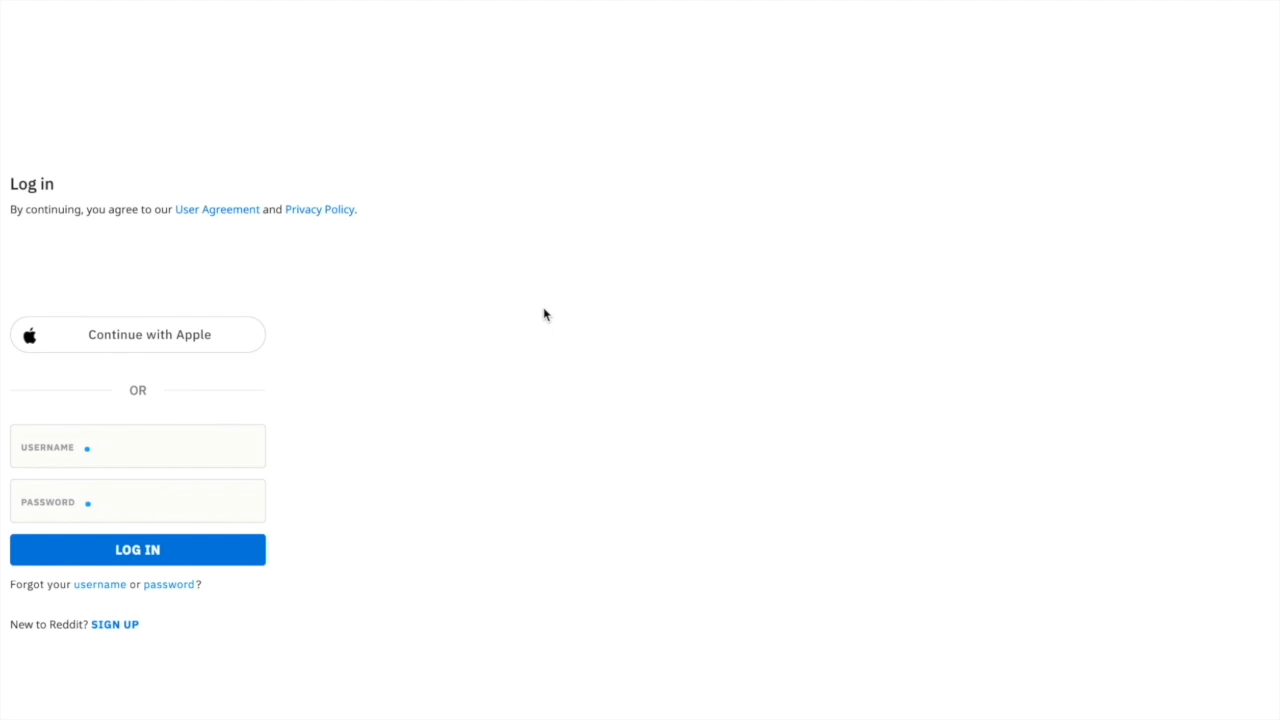 Log in
By continuing, you agree to our User Agreement and Privacy Policy.
Continue with Apple
OR
USERNAME
PASSWORD
LOG IN
Forgot your username or password?
New to Reddit? SIGN UP